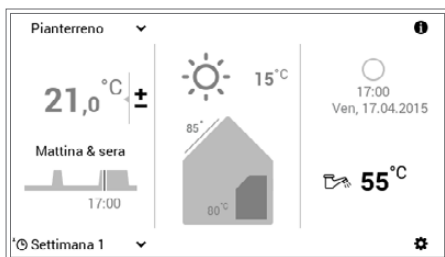 Pianterreno
21,0 °C ±
Mattina & sera
17:00
Settimana 1
15°C
85°
80°C
17:00
Ven, 17.04.2015
55°C